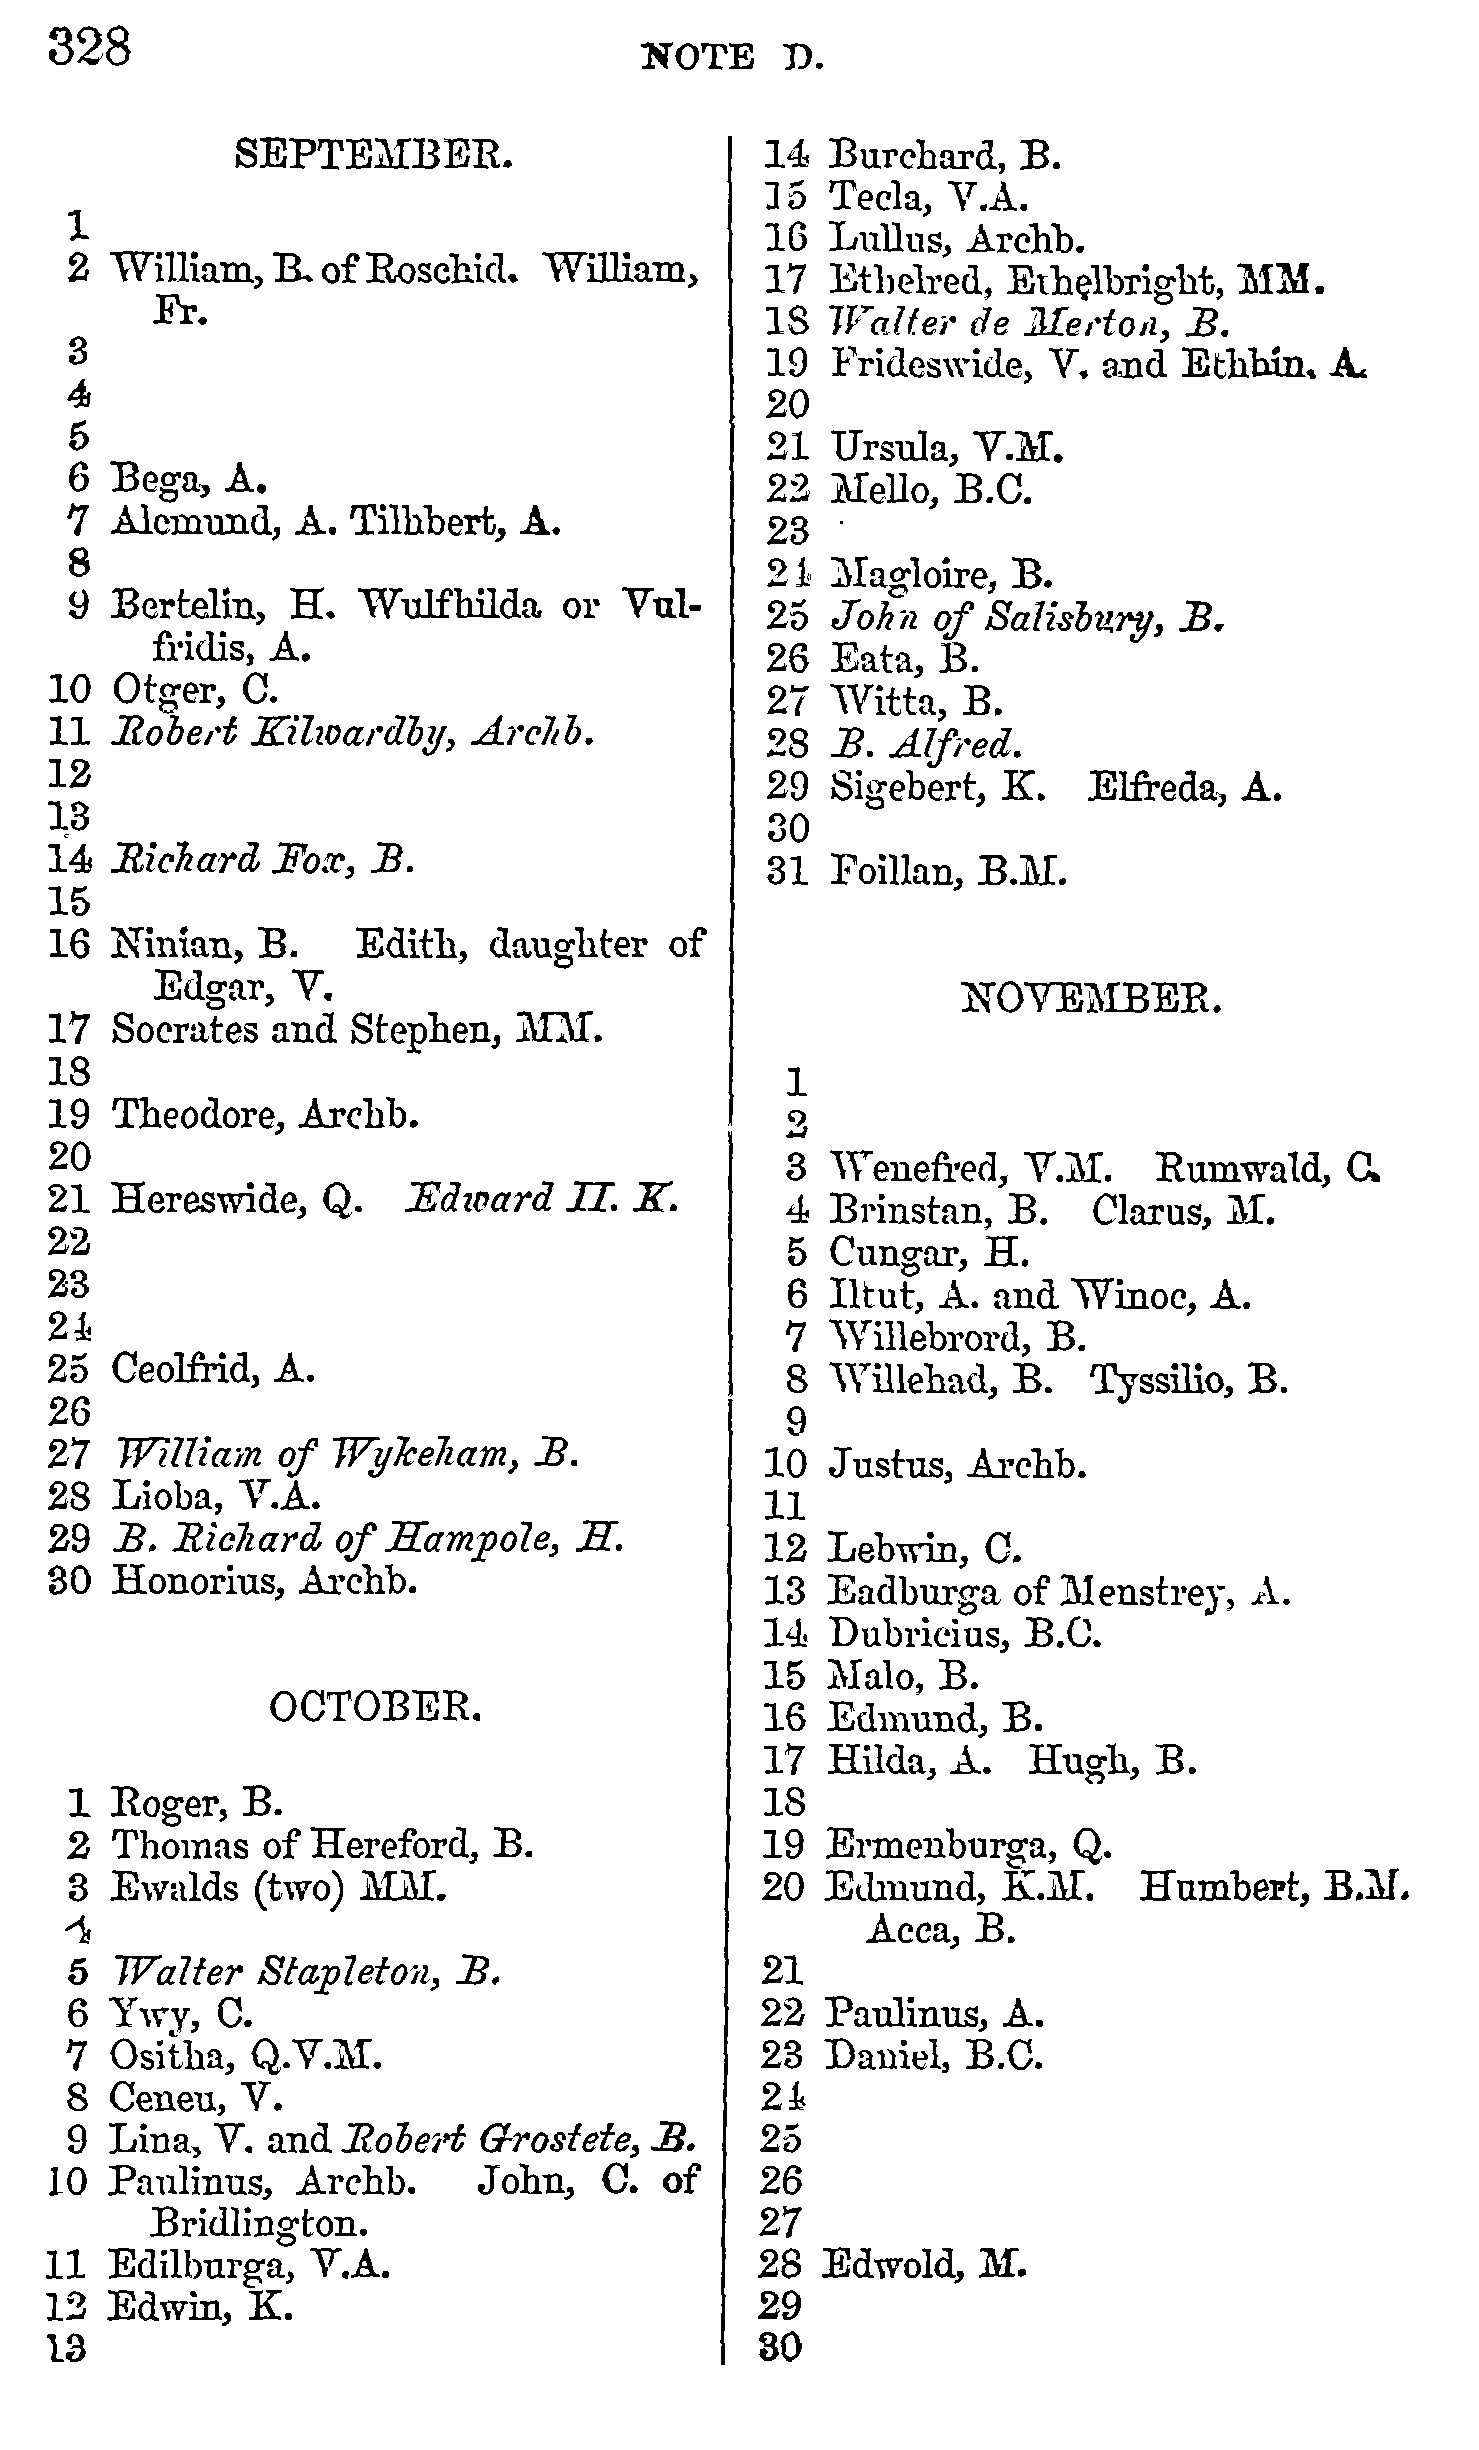 328
NOTE D.
SEPTEMBER.
1
2 William, B. of Roschid. William,
Fr.
3
4
5
6 Bega, A.
7 Alcmund, A. Tilhbert, A.
8
9 Bertelin, H. Wulfhilda or Vul-
fridis, A.
10 Otger, C.
11 Robert Kilwardby, Archb.
12
13
14 Richard Fox, B.
15
16 Ninian, B. Edith, daughter of
Edgar, V.
17 Socrates and Stephen, MM.
18
19 Theodore, Archb.
20
21 Hereswide, Q. Edward II. K.
22
23
24
25 Ceolfrid, A.
26
27 William of Wykeham, B.
28 Lioba, V.A.
29 B. Richard of Hampole, H.
30 Honorius, Archb.
OCTOBER.
1 Roger, B.
2 Thomas of Hereford, B.
3 Ewalds (two) MM.
4
5 Walter Stapleton, B.
6 Ywy, C.
7 Ositha, Q.V.M.
8 Ceneu, V.
9 Lina, V. and Robert Grostete, B.
10 Paulinus, Archb. John, C. of
Bridlington.
11 Edilburga, V.A.
12 Edwin, K.
13
14 Burchard, B.
15 Tecla, V.A.
16 Lullus, Archb.
17 Ethelred, Ethelbright, MM.
18 Walter de Merton, B.
19 Frideswide, V. and Ethbin, A.
20
21 Ursula, V.M.
22 Mello, B.C.
23
24 Magloire, B.
25 John of Salisbury, B.
26 Eata, B.
27 Witta, B.
28 B. Alfred.
29 Sigebert, K. Elfreda, A.
30
31 Foillan, B.M.
NOVEMBER.
1
2
3 Wenefred, V.M. Rumwald, C.
4 Brinstan, B. Clarus, M.
5 Cungar, H.
6 Iltut, A. and Winoc, A.
7 Willebrord, B.
8 Willehad, B. Tyssilio, B.
9
10 Justus, Archb.
11
12 Lebwin, C.
13 Eadburga of Menstrey, A.
14 Dubricius, B.C.
15 Malo, B.
16 Edmund, B.
17 Hilda, A. Hugh, B.
18
19 Ermenburga, Q.
20 Edmund, K.M. Humbert, B.M.
Acca, B.
21
22 Paulinus, A.
23 Daniel, B.C.
24
25
26
27
28 Edwold, M.
29
30